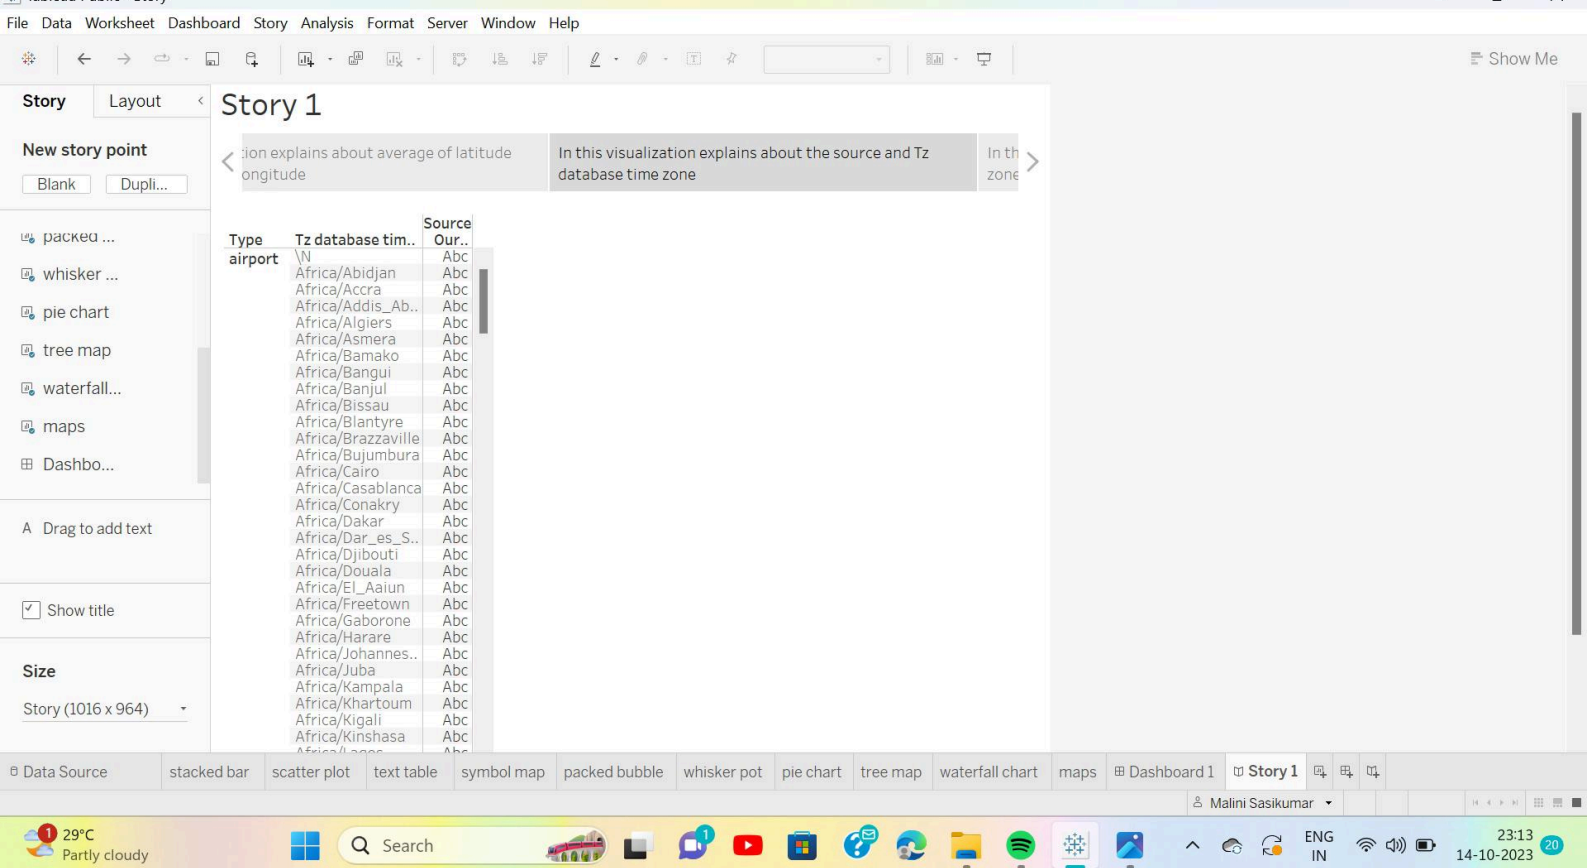 File Data Worksheet Dashboard Story Analysis Format Server Window Help
Show Me
Story Layout
Story 1
New story point
Blank Dupli...
tion explains about average of latitude
ongitude
In this visualization explains about the source and Tz
database time zone
In th
zone
packed ...
whisker ...
pie chart
tree map
waterfall...
maps
Dashbo...
A Drag to add text
Show title
Size
Story (1016 x 964)
Source
Type Tz database tim.. Our..
airport \N Abc
Africa/Abidjan Abc
Africa/Accra Abc
Africa/Addis_Ab.. Abc
Africa/Algiers Abc
Africa/Asmera Abc
Africa/Bamako Abc
Africa/Bangui Abc
Africa/Banjul Abc
Africa/Bissau Abc
Africa/Blantyre Abc
Africa/Brazzaville Abc
Africa/Bujumbura Abc
Africa/Cairo Abc
Africa/Casablanca Abc
Africa/Conakry Abc
Africa/Dakar Abc
Africa/Dar_es_S.. Abc
Africa/Djibouti Abc
Africa/Douala Abc
Africa/El_Aaiun Abc
Africa/Freetown Abc
Africa/Gaborone Abc
Africa/Harare Abc
Africa/Johannes.. Abc
Africa/Juba Abc
Africa/Kampala Abc
Africa/Khartoum Abc
Africa/Kigali Abc
Africa/Kinshasa Abc
Africa/Lagos Abc
Data Source stacked bar scatter plot text table symbol map packed bubble whisker pot pie chart tree map waterfall chart maps Dashboard 1 Story 1
Malini Sasikumar
1 29°C
Partly cloudy
Search
1
ENG
IN
23:13
14-10-2023
20